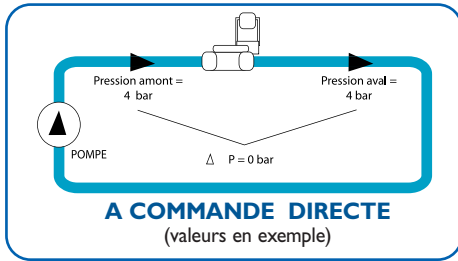 Pression amont =
4 bar
Pression aval =
4 bar
POMPE
Δ P = 0 bar
A COMMANDE DIRECTE
(valeurs en exemple)